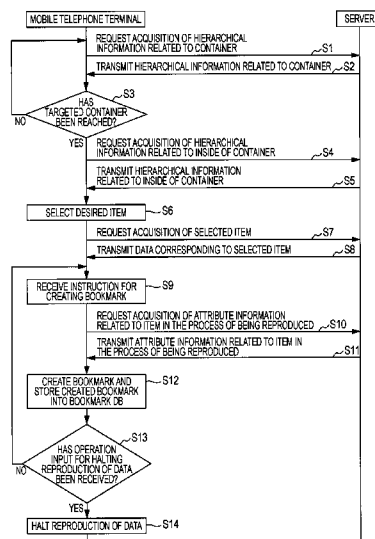 MOBILE TELEPHONE TERMINAL
SERVER
REQUEST ACQUISITION OF HIERARCHICAL
INFORMATION RELATED TO CONTAINER
S1
TRANSMIT HIERARCHICAL INFORMATION RELATED TO CONTAINER
S2
S3
HAS
TARGETED CONTAINER
BEEN REACHED?
NO
YES
REQUEST ACQUISITION OF HIERARCHICAL
INFORMATION RELATED TO INSIDE OF CONTAINER
S4
TRANSMIT HIERARCHICAL INFORMATION
RELATED TO INSIDE OF CONTAINER
S5
SELECT DESIRED ITEM
S6
REQUEST ACQUISITION OF SELECTED ITEM
S7
TRANSMIT DATA CORRESPONDING TO SELECTED ITEM
S8
RECEIVE INSTRUCTION FOR
CREATING BOOKMARK
S9
REQUEST ACQUISITION OF ATTRIBUTE INFORMATION
RELATED TO ITEM IN THE PROCESS OF BEING REPRODUCED
S10
TRANSMIT ATTRIBUTE INFORMATION RELATED TO ITEM IN
THE PROCESS OF BEING REPRODUCED
S11
CREATE BOOKMARK AND
STORE CREATED BOOKMARK
INTO BOOKMARK DB
S12
S13
HAS OPERATION
INPUT FOR HALTING
REPRODUCTION OF DATA
BEEN RECEIVED?
NO
YES
HALT REPRODUCTION OF DATA
S14